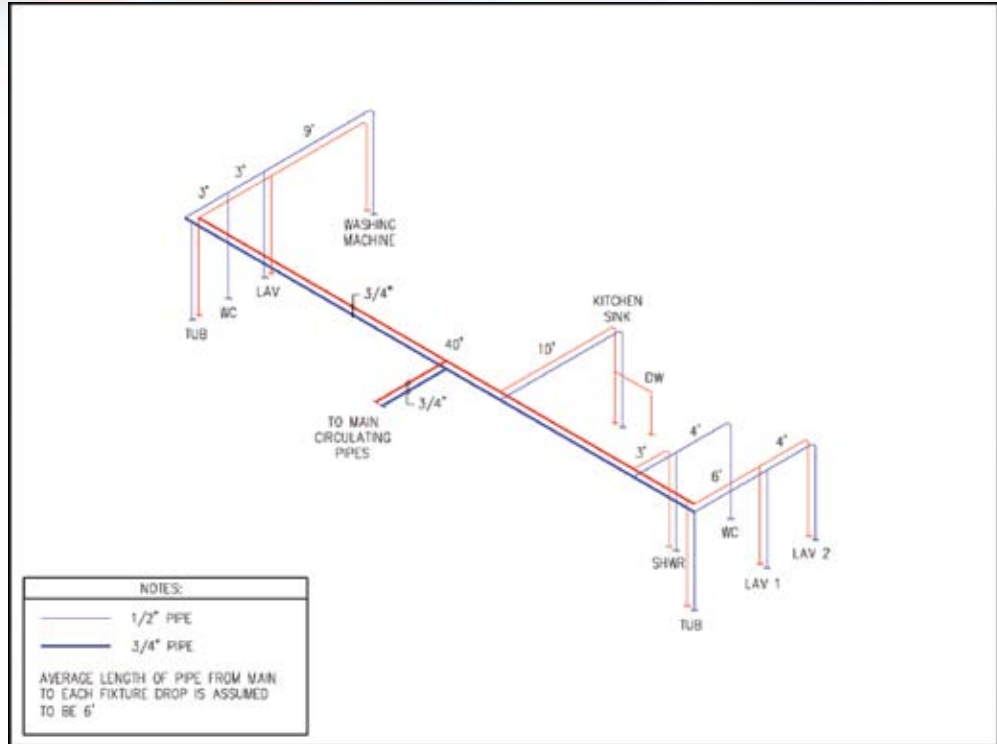 9'
3'
3'
WASHING
MACHINE
LAV
WC
TUB
3/4"
40'
3/4"
TO MAIN
CIRCULATING
PIPES
KITCHEN
SINK
10'
DW
4'
3'
4'
6'
WC
SHWR
LAV 2
LAV 1
TUB
NOTES:
1/2" PIPE
3/4" PIPE
AVERAGE LENGTH OF PIPE FROM MAIN
TO EACH FIXTURE DROP IS ASSUMED
TO BE 6'